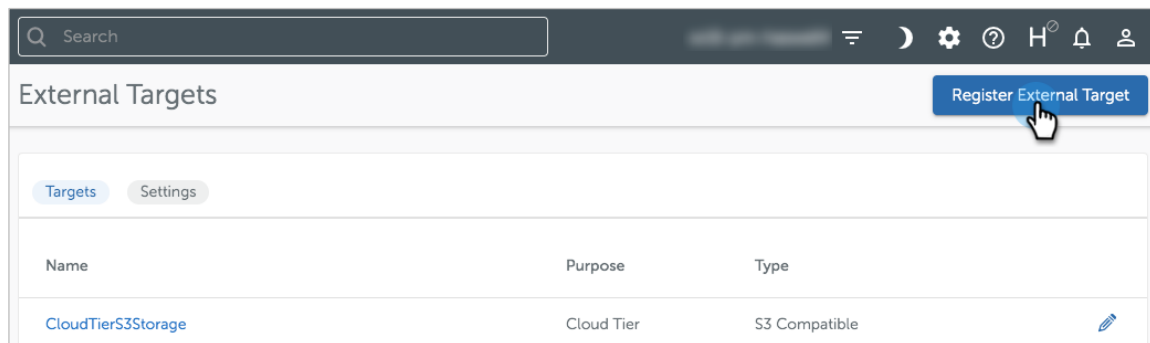 Search
External Targets
Register External Target
Targets Settings
Name Purpose Type
CloudTierS3Storage Cloud Tier S3 Compatible